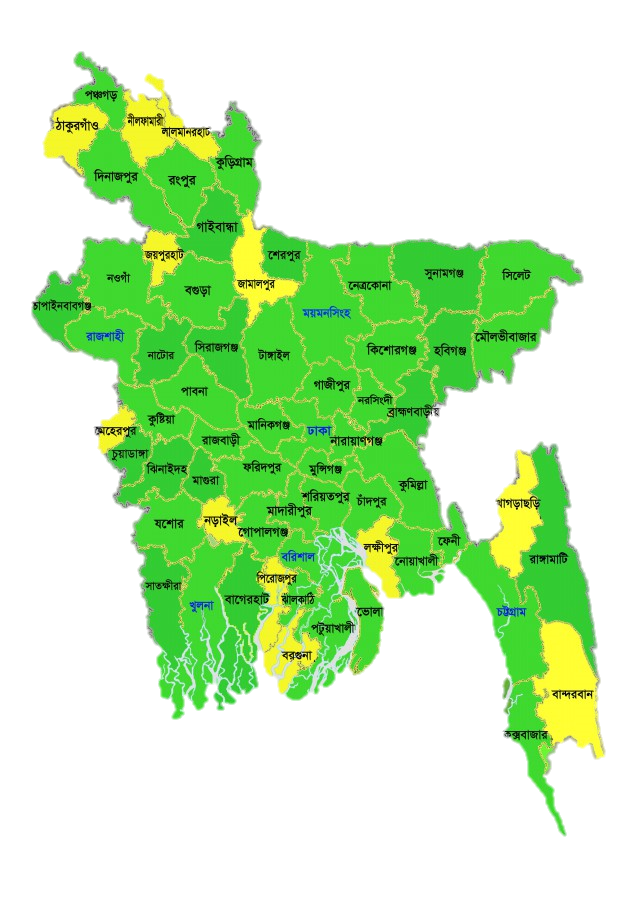 পঞ্চগড়
ঠাকুরগাঁও
নীলফামারী
লালমানরহাট
কুড়িগ্রাম
দিনাজপুর
রংপুর
গাইবান্ধা
জয়পুরহাট
শেরপুর
নওগাঁ
বগুড়া
জামালপুর
নেত্রকোনা
সুনামগঞ্জ
সিলেট
চাপাইনবাবগঞ্জ
ময়মনসিংহ
রাজশাহী
নাটোর
সিরাজগঞ্জ
টাঙ্গাইল
কিশোরগঞ্জ
হবিগঞ্জ
মৌলভীবাজার
পাবনা
গাজীপুর
নরসিংদী
ব্রাহ্মণবাড়ীয়
মেহেরপুর
কুষ্টিয়া
রাজবাড়ী
মানিকগঞ্জ
ঢাকা
নারায়ণগঞ্জ
চুয়াডাঙ্গা
ঝিনাইদহ
মাগুরা
ফরিদপুর
মুন্সিগঞ্জ
কুমিল্লা
শরিয়তপুর
চাঁদপুর
খাগড়াছড়ি
যশোর
নড়াইল
মাদারীপুর
গোপালগঞ্জ
লক্ষীপুর
ফেনী
নোয়াখালী
রাঙ্গামাটি
বরিশাল
পিরোজপুর
সাতক্ষীরা
খুলনা
বাগেরহাট
ঝালকাঠি
ভোলা
চট্টগ্রাম
পটুয়াখালী
বরগুনা
বান্দরবান
কক্সবাজার